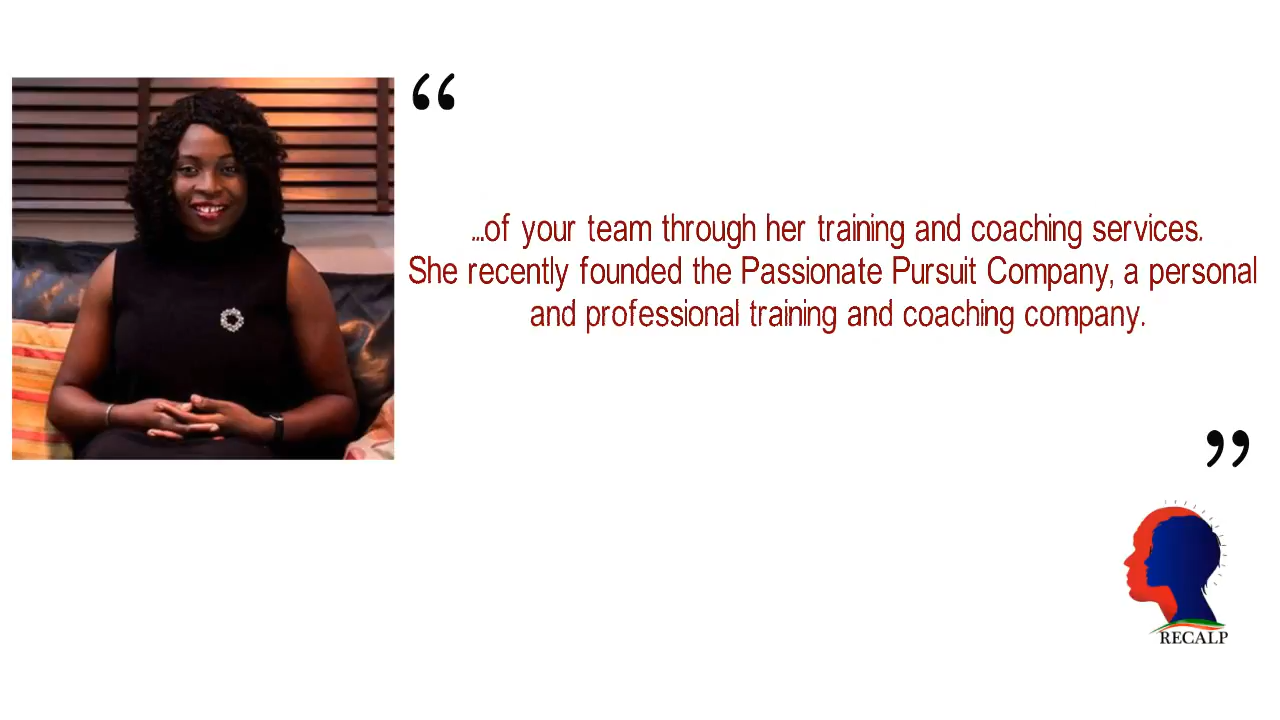 “
...of your team through her training and coaching services.
She recently founded the Passionate Pursuit Company, a personal
and professional training and coaching company.
”
RECALP